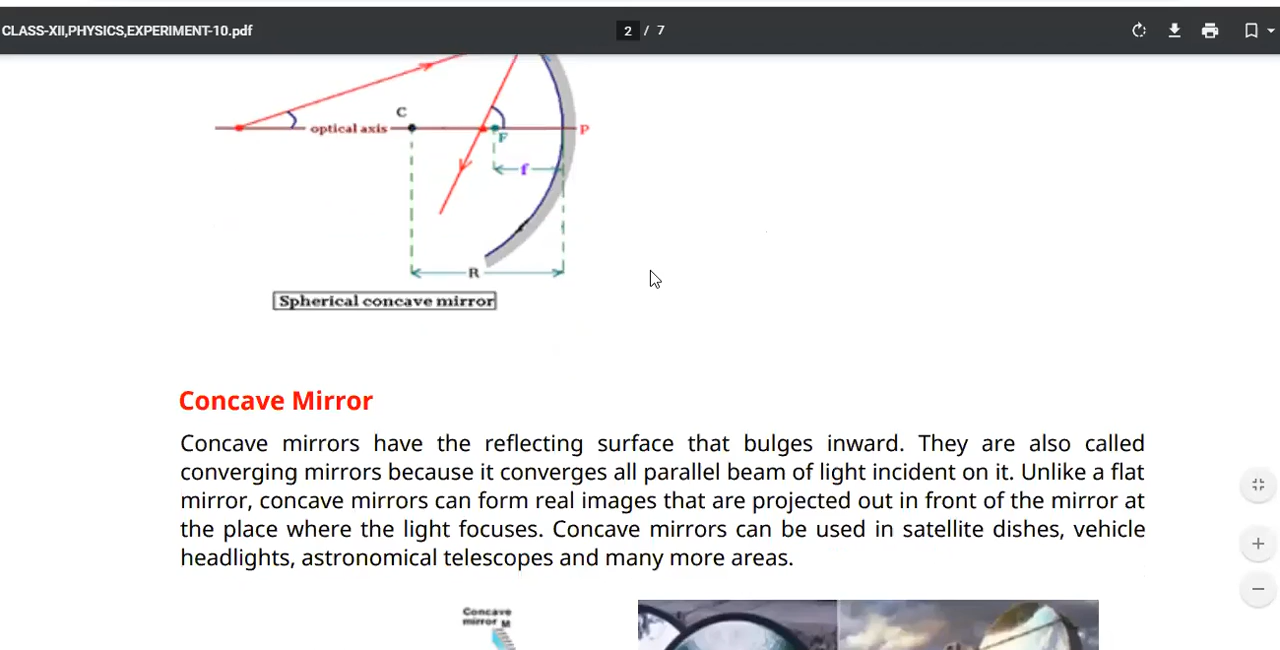 CLASS-XII,PHYSICS,EXPERIMENT-10.pdf
2 / 7
C
optical axis
F
P
f
R
Spherical concave mirror
Concave Mirror
Concave mirrors have the reflecting surface that bulges inward. They are also called
converging mirrors because it converges all parallel beam of light incident on it. Unlike a flat
mirror, concave mirrors can form real images that are projected out in front of the mirror at
the place where the light focuses. Concave mirrors can be used in satellite dishes, vehicle
headlights, astronomical telescopes and many more areas.
Concave
mirror M